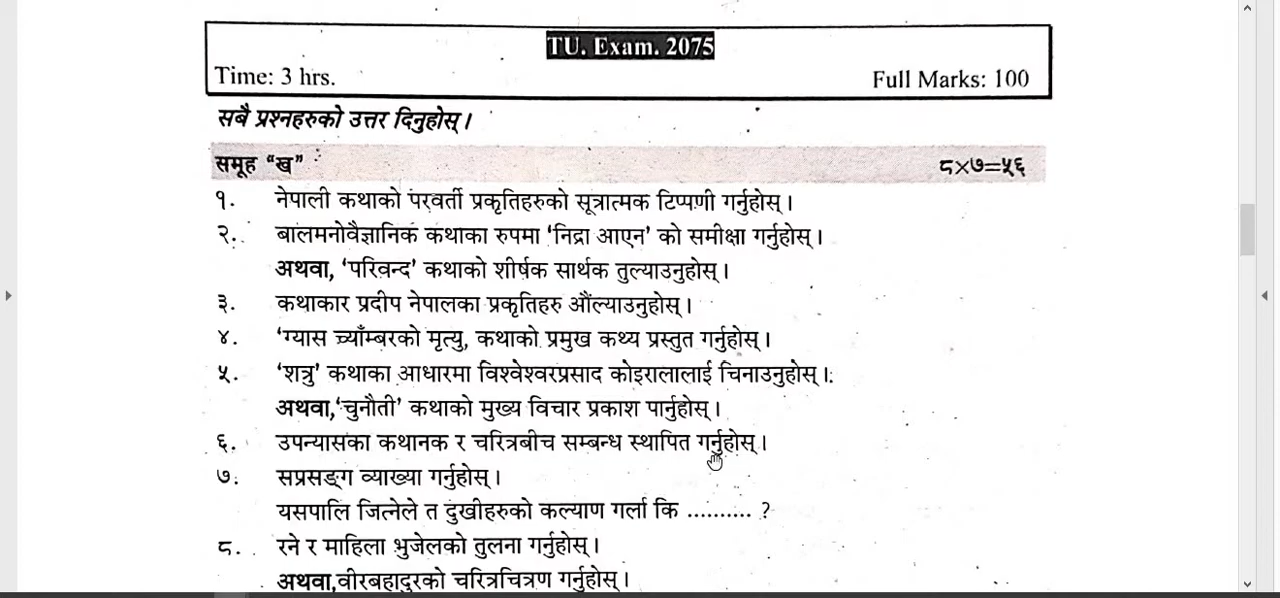 TU. Exam. 2075
Time: 3 hrs.
Full Marks: 100
सबै प्रश्नहरुको उत्तर दिनुहोस् ।
समूह “ख”
८×७=५६
१. नेपाली कथाको परवर्ती प्रकृतिहरुको सूत्रात्मक टिप्पणी गर्नुहोस् ।
२. बालमनोवैज्ञानिक कथाका रुपमा ‘निद्रा आएन’ को समीक्षा गर्नुहोस् ।
अथवा, ‘परिवन्द’ कथाको शीर्षक सार्थक तुल्याउनुहोस् ।
३. कथाकार प्रदीप नेपालका प्रकृतिहरु औंल्याउनुहोस् ।
४. ‘ग्यास च्याँम्बरको मृत्यु, कथाको प्रमुख कथ्य प्रस्तुत गर्नुहोस् ।
५. ‘शत्रु’ कथाका आधारमा विश्वेश्वरप्रसाद कोइरालालाई चिनाउनुहोस् ।
अथवा, ‘चुनौती’ कथाको मुख्य विचार प्रकाश पार्नुहोस् ।
६. उपन्यासका कथानक र चरित्रबीच सम्बन्ध स्थापित गर्नुहोस् ।
७. सप्रसङ्ग व्याख्या गर्नुहोस् ।
यसपालि जित्नेले त दुखीहरुको कल्याण गर्ला कि .......... ?
८. रने र माहिला भुजेलको तुलना गर्नुहोस् ।
अथवा, वीरबहादुरको चरित्रचित्रण गर्नुहोस् ।